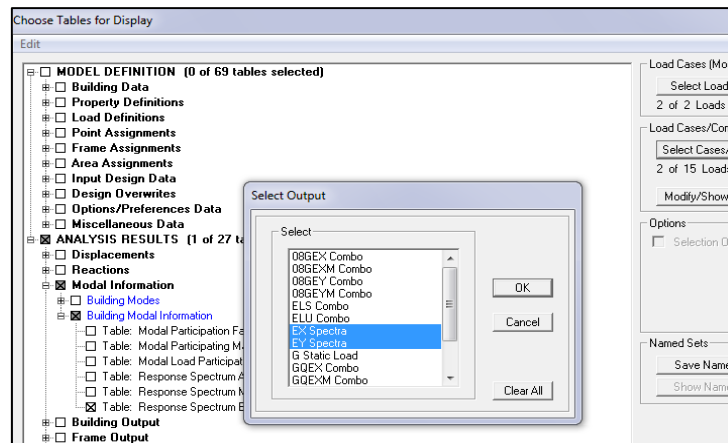 Choose Tables for Display
Edit
MODEL DEFINITION (0 of 69 tables selected)
Building Data
Property Definitions
Load Definitions
Point Assignments
Frame Assignments
Area Assignments
Input Design Data
Design Overwrites
Options/Preferences Data
Miscellaneous Data
ANALYSIS RESULTS (1 of 27 ta
Displacements
Reactions
Modal Information
Building Modes
Building Modal Information
Table: Modal Participation Fa
Table: Modal Participating M
Table: Modal Load Participat
Table: Response Spectrum A
Table: Response Spectrum M
Table: Response Spectrum B
Building Output
Frame Output
Select Output
Select
08GEX Combo
08GEXM Combo
08GEY Combo
08GEYM Combo
ELS Combo
ELU Combo
EX Spectra
EY Spectra
G Static Load
GQEX Combo
GQEXM Combo
OK
Cancel
Clear All
Load Cases (Mo
Select Load
2 of 2 Loads
Load Cases/Con
Select Cases/
2 of 15 Loads
Modify/Show
Options
Selection O
Named Sets
Save Name
Show Name